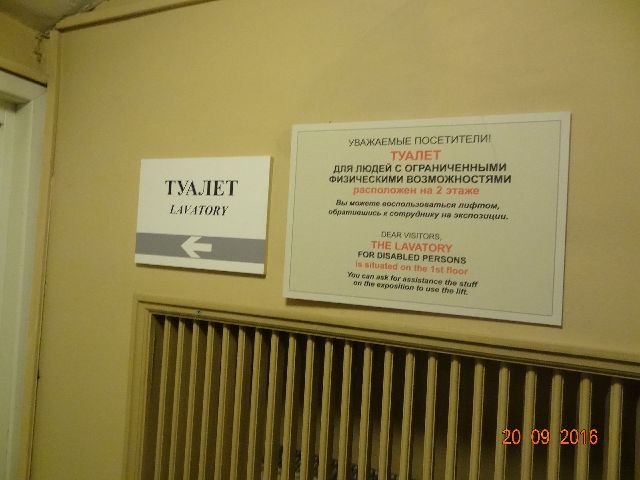 ТУАЛЕТ
LAVATORY
УВАЖАЕМЫЕ ПОСЕТИТЕЛИ!
ТУАЛЕТ
ДЛЯ ЛЮДЕЙ С ОГРАНИЧЕННЫМИ
ФИЗИЧЕСКИМИ ВОЗМОЖНОСТЯМИ
расположен на 2 этаже
Вы можете воспользоваться лифтом,
обратившись к сотруднику на экспозиции.
DEAR VISITORS,
THE LAVATORY
FOR DISABLED PERSONS
is situated on the 1st floor
You can ask for assistance the stuff
on the exposition to use the lift.
20 09 2016